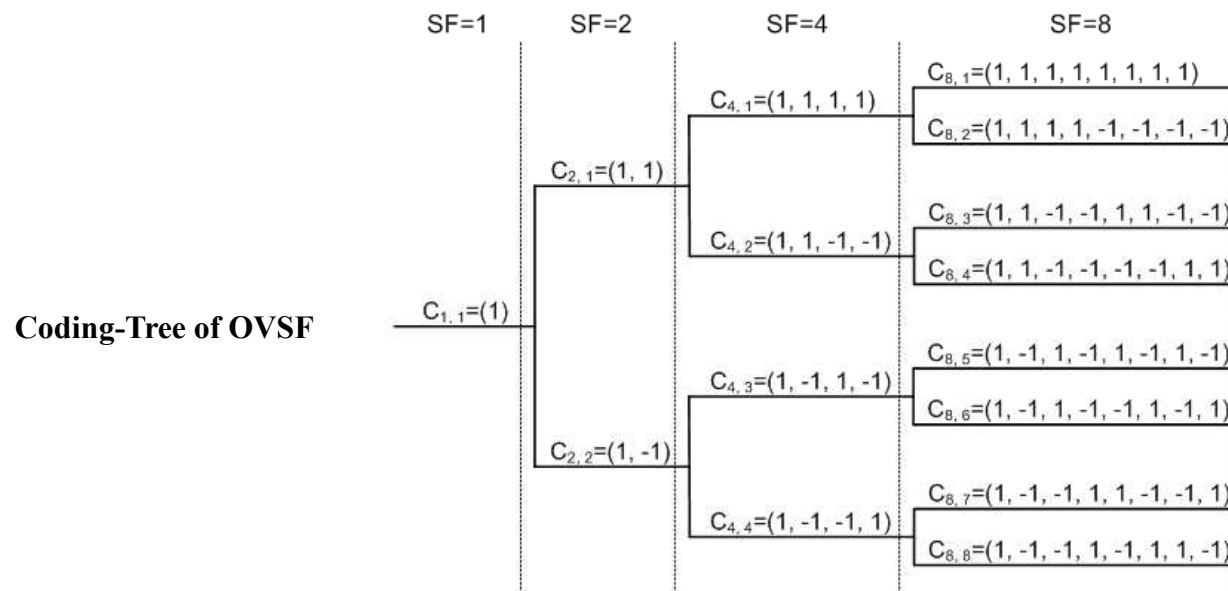 SF=1 SF=2 SF=4 SF=8
C8, 1=(1, 1, 1, 1, 1, 1, 1, 1)
C4, 1=(1, 1, 1, 1)
C8, 2=(1, 1, 1, 1, -1, -1, -1, -1)
C2, 1=(1, 1)
C8, 3=(1, 1, -1, -1, 1, 1, -1, -1)
C4, 2=(1, 1, -1, -1)
C8, 4=(1, 1, -1, -1, -1, -1, 1, 1)
Coding-Tree of OVSF
C1, 1=(1)
C8, 5=(1, -1, 1, -1, 1, -1, 1, -1)
C4, 3=(1, -1, 1, -1)
C8, 6=(1, -1, 1, -1, -1, 1, -1, 1)
C2, 2=(1, -1)
C8, 7=(1, -1, -1, 1, 1, -1, -1, 1)
C4, 4=(1, -1, -1, 1)
C8, 8=(1, -1, -1, 1, -1, 1, 1, -1)